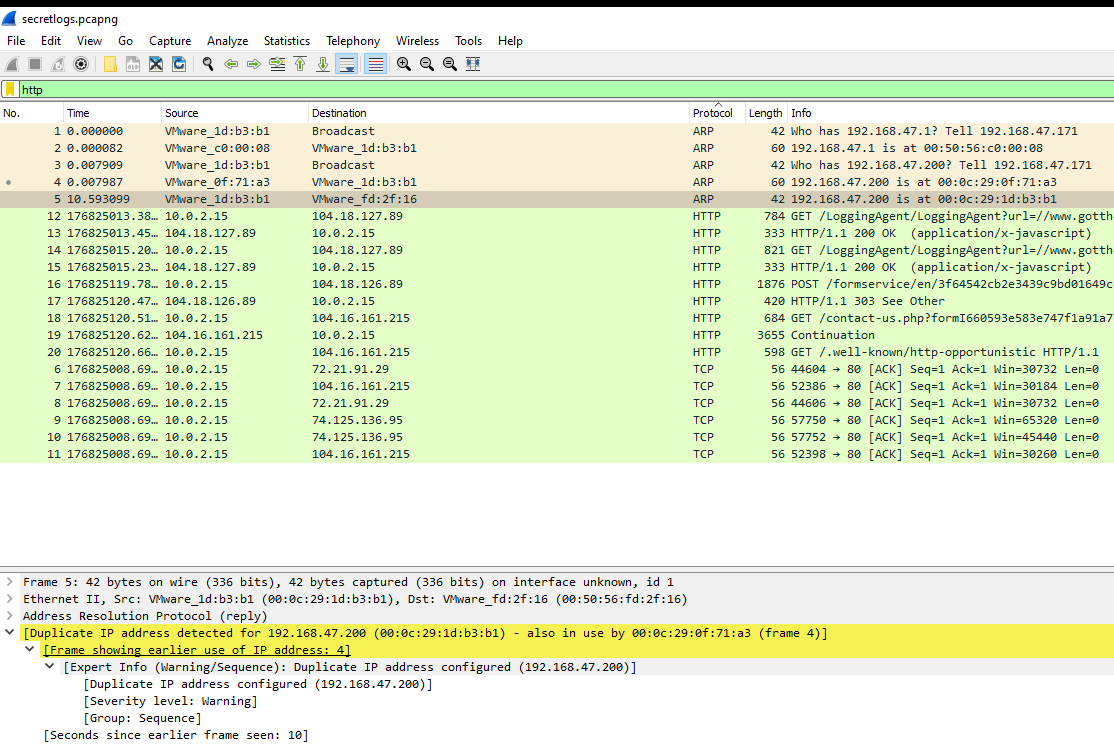 secretlogs.pcapng
File Edit View Go Capture Analyze Statistics Telephony Wireless Tools Help
http
No. Time Source Destination Protocol Length Info
1 0.000000 VMware_1d:b3:b1 Broadcast ARP 42 Who has 192.168.47.1? Tell 192.168.47.171
2 0.000082 VMware_c0:00:08 VMware_1d:b3:b1 ARP 60 192.168.47.1 is at 00:50:56:c0:00:08
3 0.007909 VMware_1d:b3:b1 Broadcast ARP 42 Who has 192.168.47.200? Tell 192.168.47.171
4 0.007987 VMware_0f:71:a3 VMware_1d:b3:b1 ARP 60 192.168.47.200 is at 00:0c:29:0f:71:a3
5 10.593099 VMware_1d:b3:b1 VMware_fd:2f:16 ARP 42 192.168.47.200 is at 00:0c:29:1d:b3:b1
12 176825013.38… 10.0.2.15 104.18.127.89 HTTP 784 GET /LoggingAgent/LoggingAgent?url=//www.gotth
13 176825013.45… 104.18.127.89 10.0.2.15 HTTP 333 HTTP/1.1 200 OK (application/x-javascript)
14 176825015.20… 10.0.2.15 104.18.127.89 HTTP 821 GET /LoggingAgent/LoggingAgent?url=//www.gotth
15 176825015.23… 104.18.127.89 10.0.2.15 HTTP 333 HTTP/1.1 200 OK (application/x-javascript)
16 176825119.78… 10.0.2.15 104.18.126.89 HTTP 1876 POST /formservice/en/3f64542cb2e3439c9bd01649c
17 176825120.47… 104.18.126.89 10.0.2.15 HTTP 420 HTTP/1.1 303 See Other
18 176825120.51… 10.0.2.15 104.16.161.215 HTTP 684 GET /contact-us.php?formI660593e583e747f1a91a7
19 176825120.62… 104.16.161.215 10.0.2.15 HTTP 3655 Continuation
20 176825120.66… 10.0.2.15 104.16.161.215 HTTP 598 GET /.well-known/http-opportunistic HTTP/1.1
6 176825008.69… 10.0.2.15 72.21.91.29 TCP 56 44604 → 80 [ACK] Seq=1 Ack=1 Win=30732 Len=0
7 176825008.69… 10.0.2.15 104.16.161.215 TCP 56 52386 → 80 [ACK] Seq=1 Ack=1 Win=30184 Len=0
8 176825008.69… 10.0.2.15 72.21.91.29 TCP 56 44606 → 80 [ACK] Seq=1 Ack=1 Win=30732 Len=0
9 176825008.69… 10.0.2.15 74.125.136.95 TCP 56 57750 → 80 [ACK] Seq=1 Ack=1 Win=65320 Len=0
10 176825008.69… 10.0.2.15 74.125.136.95 TCP 56 57752 → 80 [ACK] Seq=1 Ack=1 Win=45440 Len=0
11 176825008.69… 10.0.2.15 104.16.161.215 TCP 56 52398 → 80 [ACK] Seq=1 Ack=1 Win=30260 Len=0
Frame 5: 42 bytes on wire (336 bits), 42 bytes captured (336 bits) on interface unknown, id 1
Ethernet II, Src: VMware_1d:b3:b1 (00:0c:29:1d:b3:b1), Dst: VMware_fd:2f:16 (00:50:56:fd:2f:16)
Address Resolution Protocol (reply)
[Duplicate IP address detected for 192.168.47.200 (00:0c:29:1d:b3:b1) - also in use by 00:0c:29:0f:71:a3 (frame 4)]
[Frame showing earlier use of IP address: 4]
[Expert Info (Warning/Sequence): Duplicate IP address configured (192.168.47.200)]
[Duplicate IP address configured (192.168.47.200)]
[Severity level: Warning]
[Group: Sequence]
[Seconds since earlier frame seen: 10]